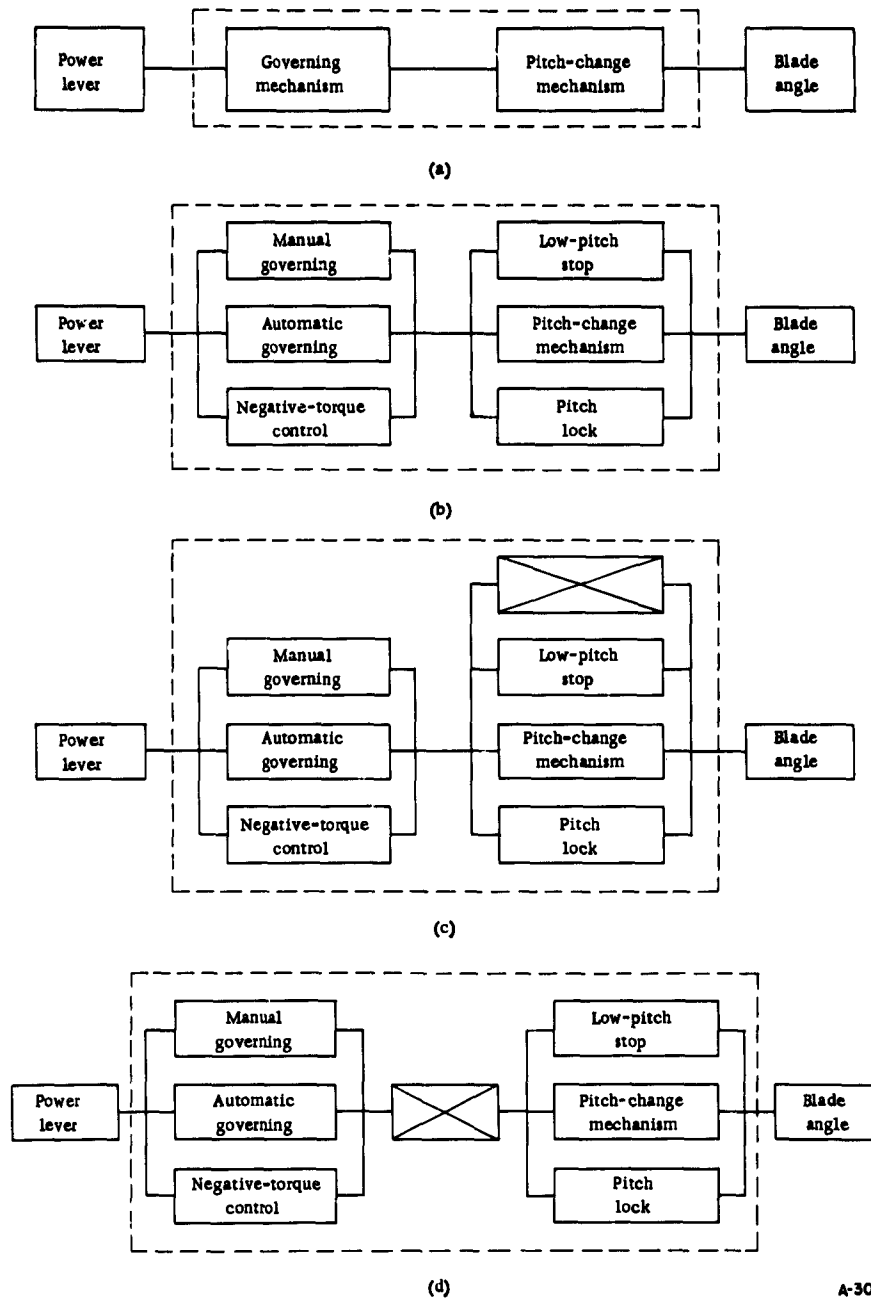 Power
lever
Governing
mechanism
Pitch-change
mechanism
Blade
angle
(a)
Manual
governing
Low-pitch
stop
Power
lever
Automatic
governing
Pitch-change
mechanism
Blade
angle
Negative-torque
control
Pitch
lock
(b)
Manual
governing
Low-pitch
stop
Power
lever
Automatic
governing
Pitch-change
mechanism
Blade
angle
Negative-torque
control
Pitch
lock
(c)
Manual
governing
Low-pitch
stop
Power
lever
Automatic
governing
Pitch-change
mechanism
Blade
angle
Negative-torque
control
Pitch
lock
(d)
A-30